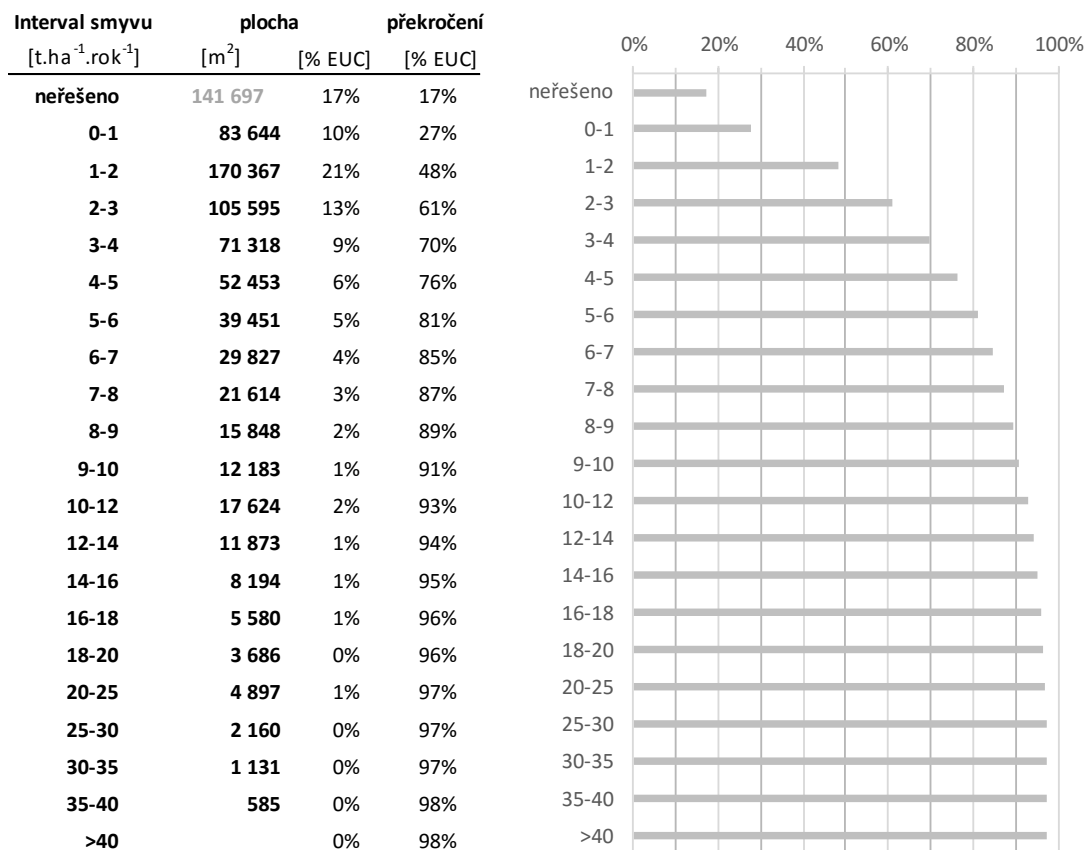 Interval smyvu plocha překročení
[t.ha⁻¹.rok⁻¹] [m²] [% EUC] [% EUC]
neřešeno 141 697 17% 17%
0-1 83 644 10% 27%
1-2 170 367 21% 48%
2-3 105 595 13% 61%
3-4 71 318 9% 70%
4-5 52 453 6% 76%
5-6 39 451 5% 81%
6-7 29 827 4% 85%
7-8 21 614 3% 87%
8-9 15 848 2% 89%
9-10 12 183 1% 91%
10-12 17 624 2% 93%
12-14 11 873 1% 94%
14-16 8 194 1% 95%
16-18 5 580 1% 96%
18-20 3 686 0% 96%
20-25 4 897 1% 97%
25-30 2 160 0% 97%
30-35 1 131 0% 97%
35-40 585 0% 98%
>40 0% 98%
0% 20% 40% 60% 80% 100%
neřešeno
0-1
1-2
2-3
3-4
4-5
5-6
6-7
7-8
8-9
9-10
10-12
12-14
14-16
16-18
18-20
20-25
25-30
30-35
35-40
>40